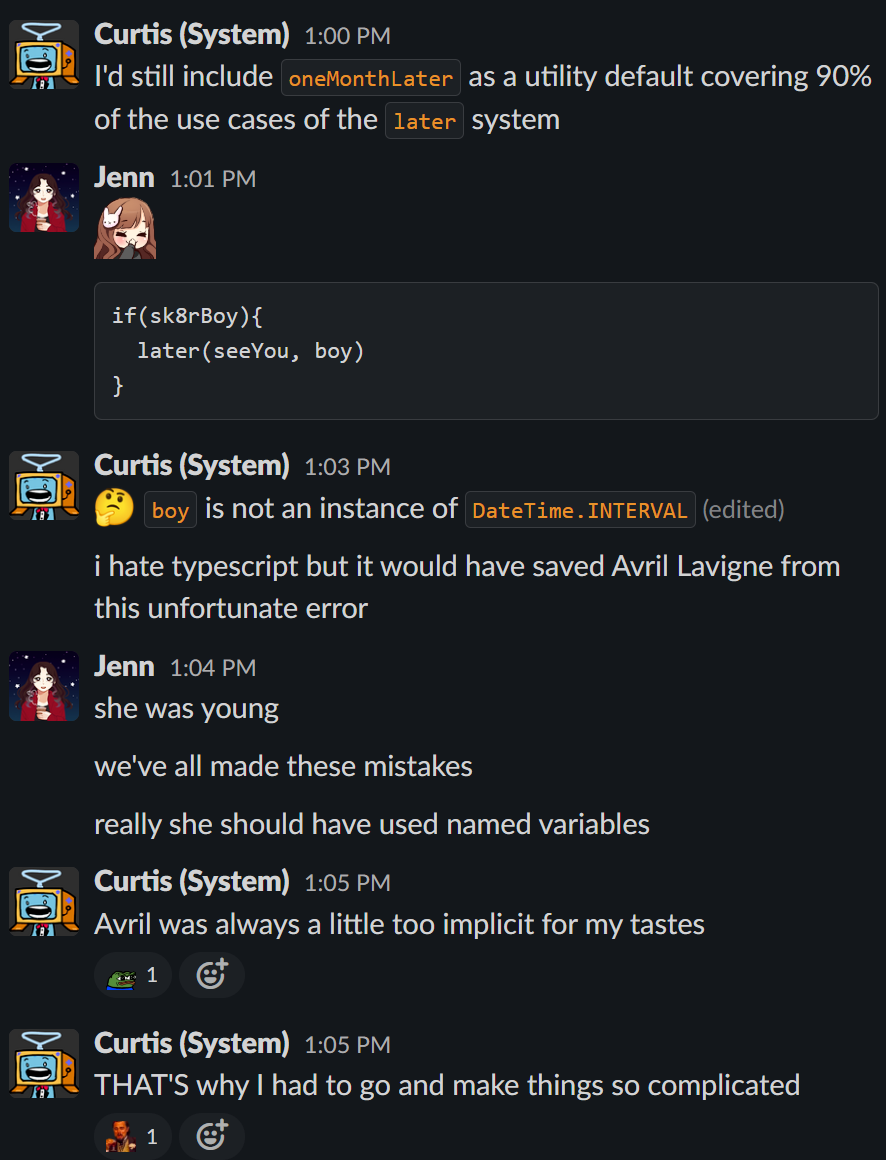 Curtis (System) 1:00 PM
I'd still include oneMonthLater as a utility default covering 90%
of the use cases of the later system
Jenn 1:01 PM
if(sk8rBoy){
  later(seeYou, boy)
}
Curtis (System) 1:03 PM
boy is not an instance of DateTime.INTERVAL (edited)
i hate typescript but it would have saved Avril Lavigne from
this unfortunate error
Jenn 1:04 PM
she was young
we've all made these mistakes
really she should have used named variables
Curtis (System) 1:05 PM
Avril was always a little too implicit for my tastes
1
Curtis (System) 1:05 PM
THAT'S why I had to go and make things so complicated
1